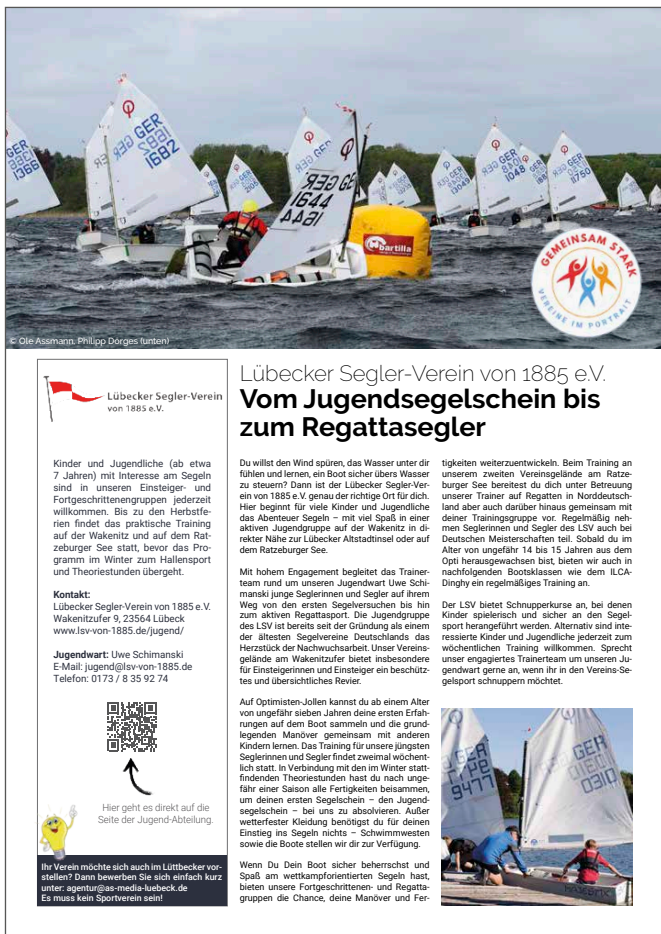 GER
1366
GER
1682
1682
GER
GER
1644
1644
GER
13049
1048
11750
bartilla
GEMEINSAM STARK
VEREINE IM PORTRAIT
© Ole Assmann, Philipp Dörges (unten)
Lübecker Segler-Verein
von 1885 e.V.
Kinder und Jugendliche (ab etwa
7 Jahren) mit Interesse am Segeln
sind in unseren Einsteiger- und
Fortgeschrittenengruppen jederzeit
willkommen. Bis zu den Herbstfe-
rien findet das praktische Training
auf der Wakenitz und auf dem Rat-
zeburger See statt, bevor das Pro-
gramm im Winter zum Hallensport
und Theoriestunden übergeht.
Kontakt:
Lübecker Segler-Verein von 1885 e.V.
Wakenitzufer 9, 23564 Lübeck
www.lsv-von-1885.de/jugend/
Jugendwart: Uwe Schimanski
E-Mail: jugend@lsv-von-1885.de
Telefon: 0173 / 8 35 92 74
Hier geht es direkt auf die
Seite der Jugend-Abteilung.
Ihr Verein möchte sich auch im Lüttbecker vor-
stellen? Dann bewerben Sie sich einfach kurz
unter: agentur@as-media-luebeck.de
Es muss kein Sportverein sein!
Lübecker Segler-Verein von 1885 e.V.
Vom Jugendsegelschein bis
zum Regattasegler
Du willst den Wind spüren, das Wasser unter dir
fühlen und lernen, ein Boot sicher übers Wasser
zu steuern? Dann ist der Lübecker Segler-Ver-
ein von 1885 e.V. genau der richtige Ort für dich.
Hier beginnt für viele Kinder und Jugendliche
das Abenteuer Segeln – mit viel Spaß in einer
aktiven Jugendgruppe auf der Wakenitz in di-
rekter Nähe zur Lübecker Altstadtinsel oder auf
dem Ratzeburger See.
Mit hohem Engagement begleitet das Trainer-
team rund um unseren Jugendwart Uwe Schi-
manski junge Seglerinnen und Segler auf ihrem
Weg von den ersten Segelversuchen bis hin
zum aktiven Regattasport. Die Jugendgruppe
des LSV ist bereits seit der Gründung als einem
der ältesten Segelvereine Deutschlands das
Herzstück der Nachwuchsarbeit. Unser Vereins-
gelände am Wakenitzufer bietet insbesondere
für Einsteigerinnen und Einsteiger ein beschütz-
tes und übersichtliches Revier.
Auf Optimisten-Jollen kannst du ab einem Alter
von ungefähr sieben Jahren deine ersten Erfah-
rungen auf dem Boot sammeln und die grund-
legenden Manöver gemeinsam mit anderen
Kindern lernen. Das Training für unsere jüngsten
Seglerinnen und Segler findet zweimal wöchent-
lich statt. In Verbindung mit den im Winter statt-
findenden Theoriestunden hast du nach unge-
fähr einer Saison alle Fertigkeiten beisammen,
um deinen ersten Segelschein – den Jugend-
segelschein – bei uns zu absolvieren. Außer
wetterfester Kleidung benötigst du für deinen
Einstieg ins Segeln nichts – Schwimmwesten
sowie die Boote stellen wir dir zur Verfügung.
Wenn Du Dein Boot sicher beherrschst und
Spaß am wettkampforientierten Segeln hast,
bieten unsere Fortgeschrittenen- und Regatta-
gruppen die Chance, deine Manöver und Fer-
tigkeiten weiterzuentwickeln. Beim Training an
unserem zweiten Vereinsgelände am Ratze-
burger See bereitest du dich unter Betreuung
unserer Trainer auf Regatten in Norddeutsch-
land aber auch darüber hinaus gemeinsam mit
deiner Trainingsgruppe vor. Regelmäßig neh-
men Seglerinnen und Segler des LSV auch bei
Deutschen Meisterschaften teil. Sobald du im
Alter von ungefähr 14 bis 15 Jahren aus dem
Opti herausgewachsen bist, bieten wir auch in
nachfolgenden Bootsklassen wie dem ILCA-
Dinghy ein regelmäßiges Training an.
Der LSV bietet Schnupperkurse an, bei denen
Kinder spielerisch und sicher an den Segel-
sport herangeführt werden. Alternativ sind inte-
ressierte Kinder und Jugendliche jederzeit zum
wöchentlichen Training willkommen. Sprecht
unser engagiertes Trainerteam um unseren Ju-
gendwart gerne an, wenn ihr in den Vereins-Se-
gelsport schnuppern möchtet.
9477
GER
0310